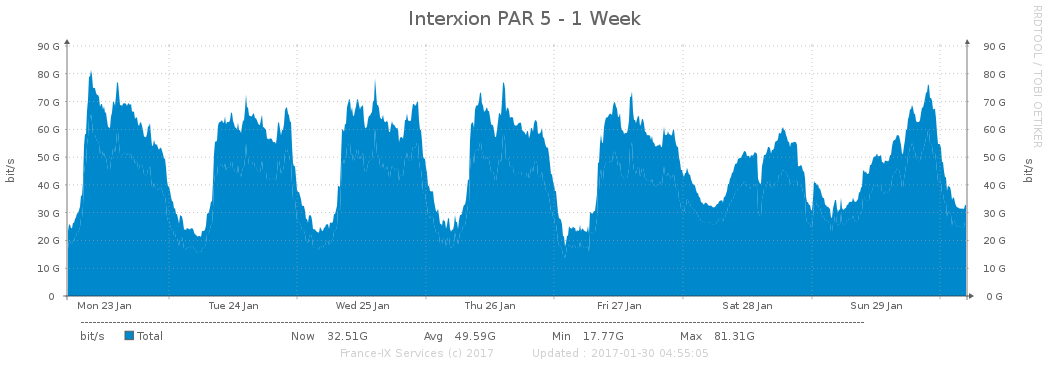 Interxion PAR 5 - 1 Week
RRDTOOL / TOBI OETIKER
90 G 90 G
80 G 80 G
70 G 70 G
60 G 60 G
50 G 50 G
40 G 40 G
30 G 30 G
20 G 20 G
10 G 10 G
0 0 G
bit/s bit/s
Mon 23 Jan Tue 24 Jan Wed 25 Jan Thu 26 Jan Fri 27 Jan Sat 28 Jan Sun 29 Jan
bit/s Total Now 32.51G Avg 49.59G Min 17.77G Max 81.31G
France-IX Services (c) 2017 Updated : 2017-01-30 04:55:05